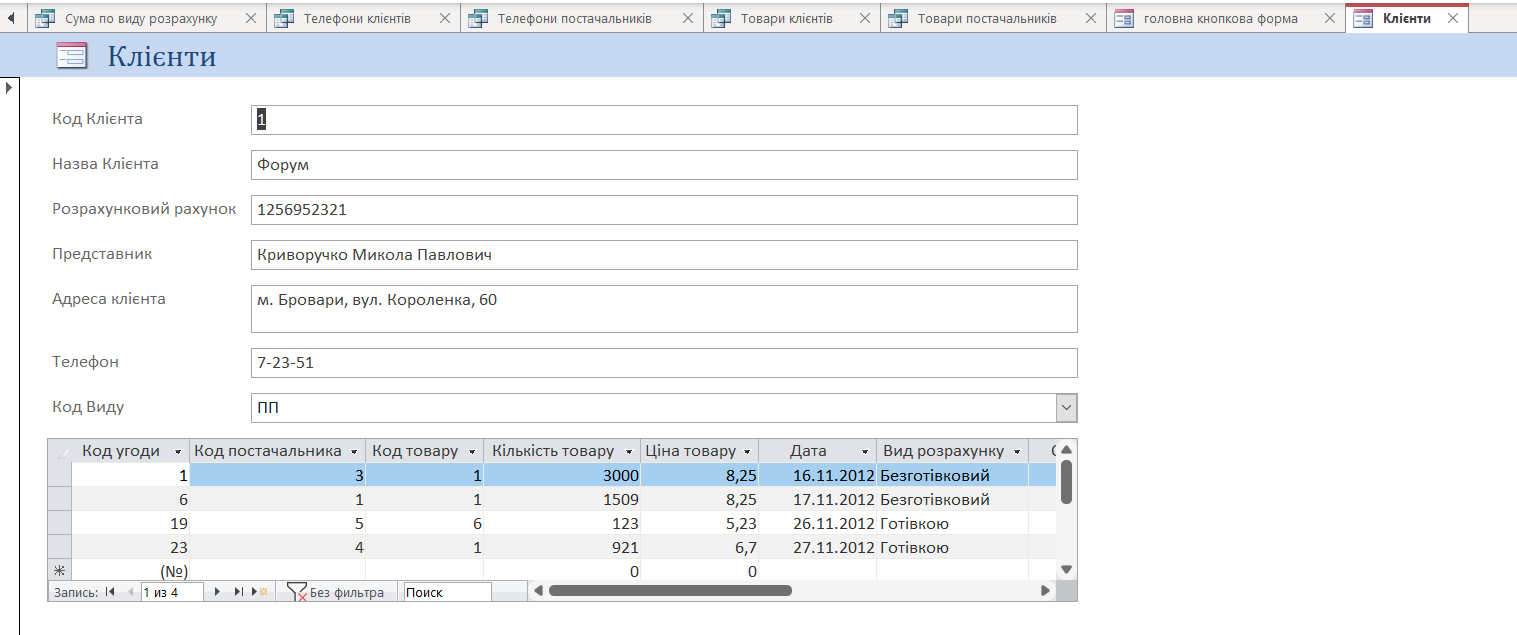 Сума по виду розрахунку Телефони клієнтів Телефони постачальників Товари клієнтів Товари постачальників головна кнопкова форма Клієнти
Клієнти
Код Клієнта 1
Назва Клієнта Форум
Розрахунковий рахунок 1256952321
Представник Криворучко Микола Павлович
Адреса клієнта м. Бровари, вул. Короленка, 60
Телефон 7-23-51
Код Виду ПП
Код угоди Код постачальника Код товару Кількість товару Ціна товару Дата Вид розрахунку
1 3 1 3000 8,25 16.11.2012 Безготівковий
6 1 1 1509 8,25 17.11.2012 Безготівковий
19 5 6 123 5,23 26.11.2012 Готівкою
23 4 1 921 6,7 27.11.2012 Готівкою
(№) 0 0
Запись: 1 из 4 Без фильтра Поиск